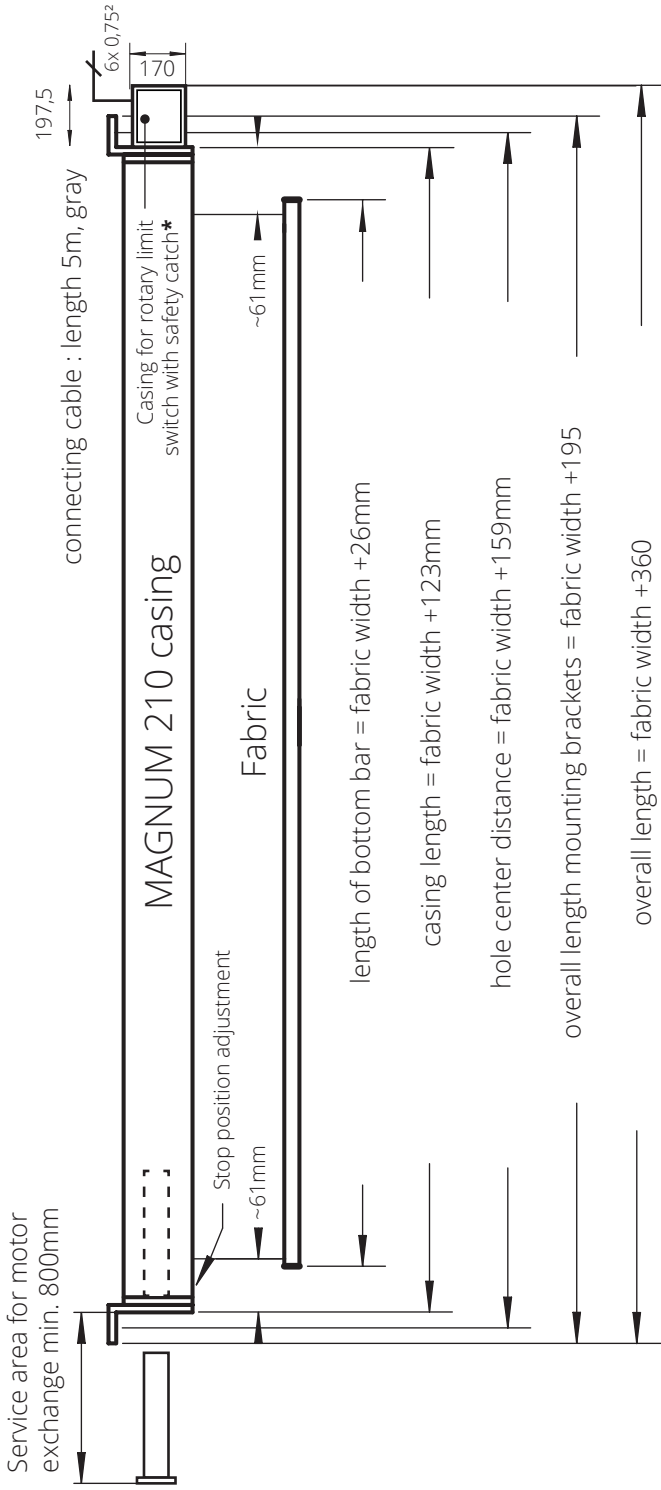 Service area for motor
exchange min. 800mm
connecting cable : length 5m, gray
197,5
6x 0,75²
170
MAGNUM 210 casing
Casing for rotary limit
switch with safety catch*
Stop position adjustment
~61mm
Fabric
~61mm
length of bottom bar = fabric width +26mm
casing length = fabric width +123mm
hole center distance = fabric width +159mm
overall length mounting brackets = fabric width +195
overall length = fabric width +360